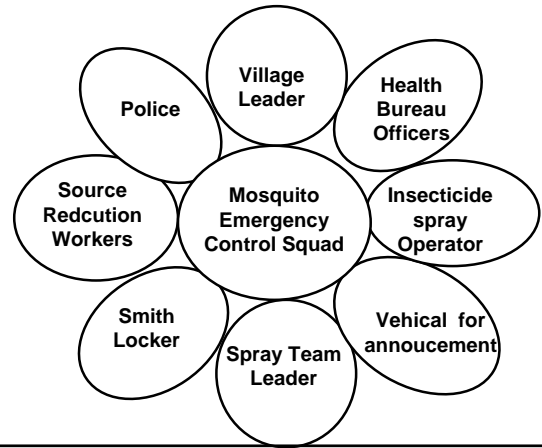 Village
Leader
Police
Health
Bureau
Officers
Source
Redcution
Workers
Mosquito
Emergency
Control Squad
Insecticide
spray
Operator
Smith
Locker
Spray Team
Leader
Vehical for
annoucement